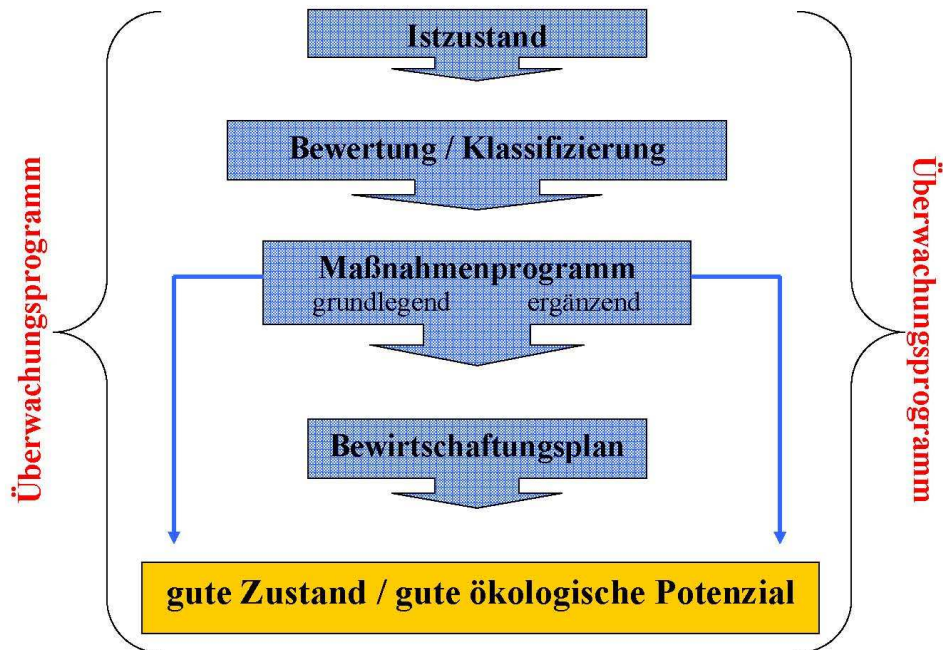 Istzustand
Bewertung / Klassifizierung
Überwachungsprogramm
Maßnahmenprogramm
grundlegend ergänzend
Überwachungsprogramm
Bewirtschaftungsplan
gute Zustand / gute ökologische Potenzial